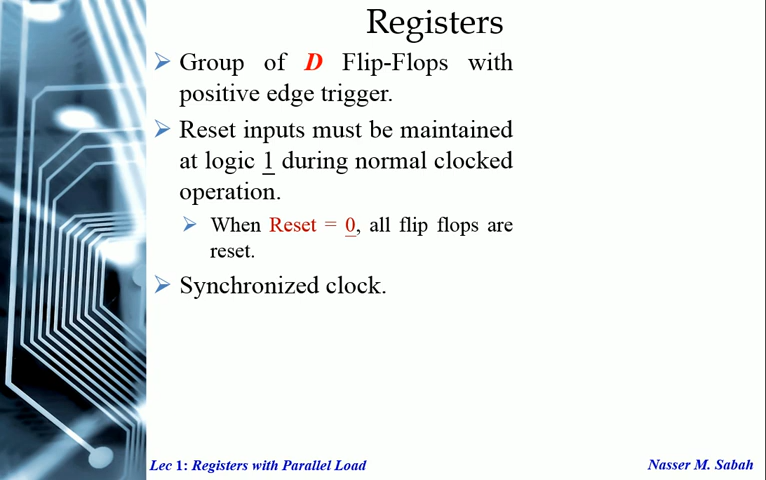 Registers
Group of D Flip-Flops with
positive edge trigger.
Reset inputs must be maintained
at logic 1 during normal clocked
operation.
When Reset = 0, all flip flops are
reset.
Synchronized clock.
Lec 1: Registers with Parallel Load
Nasser M. Sabah